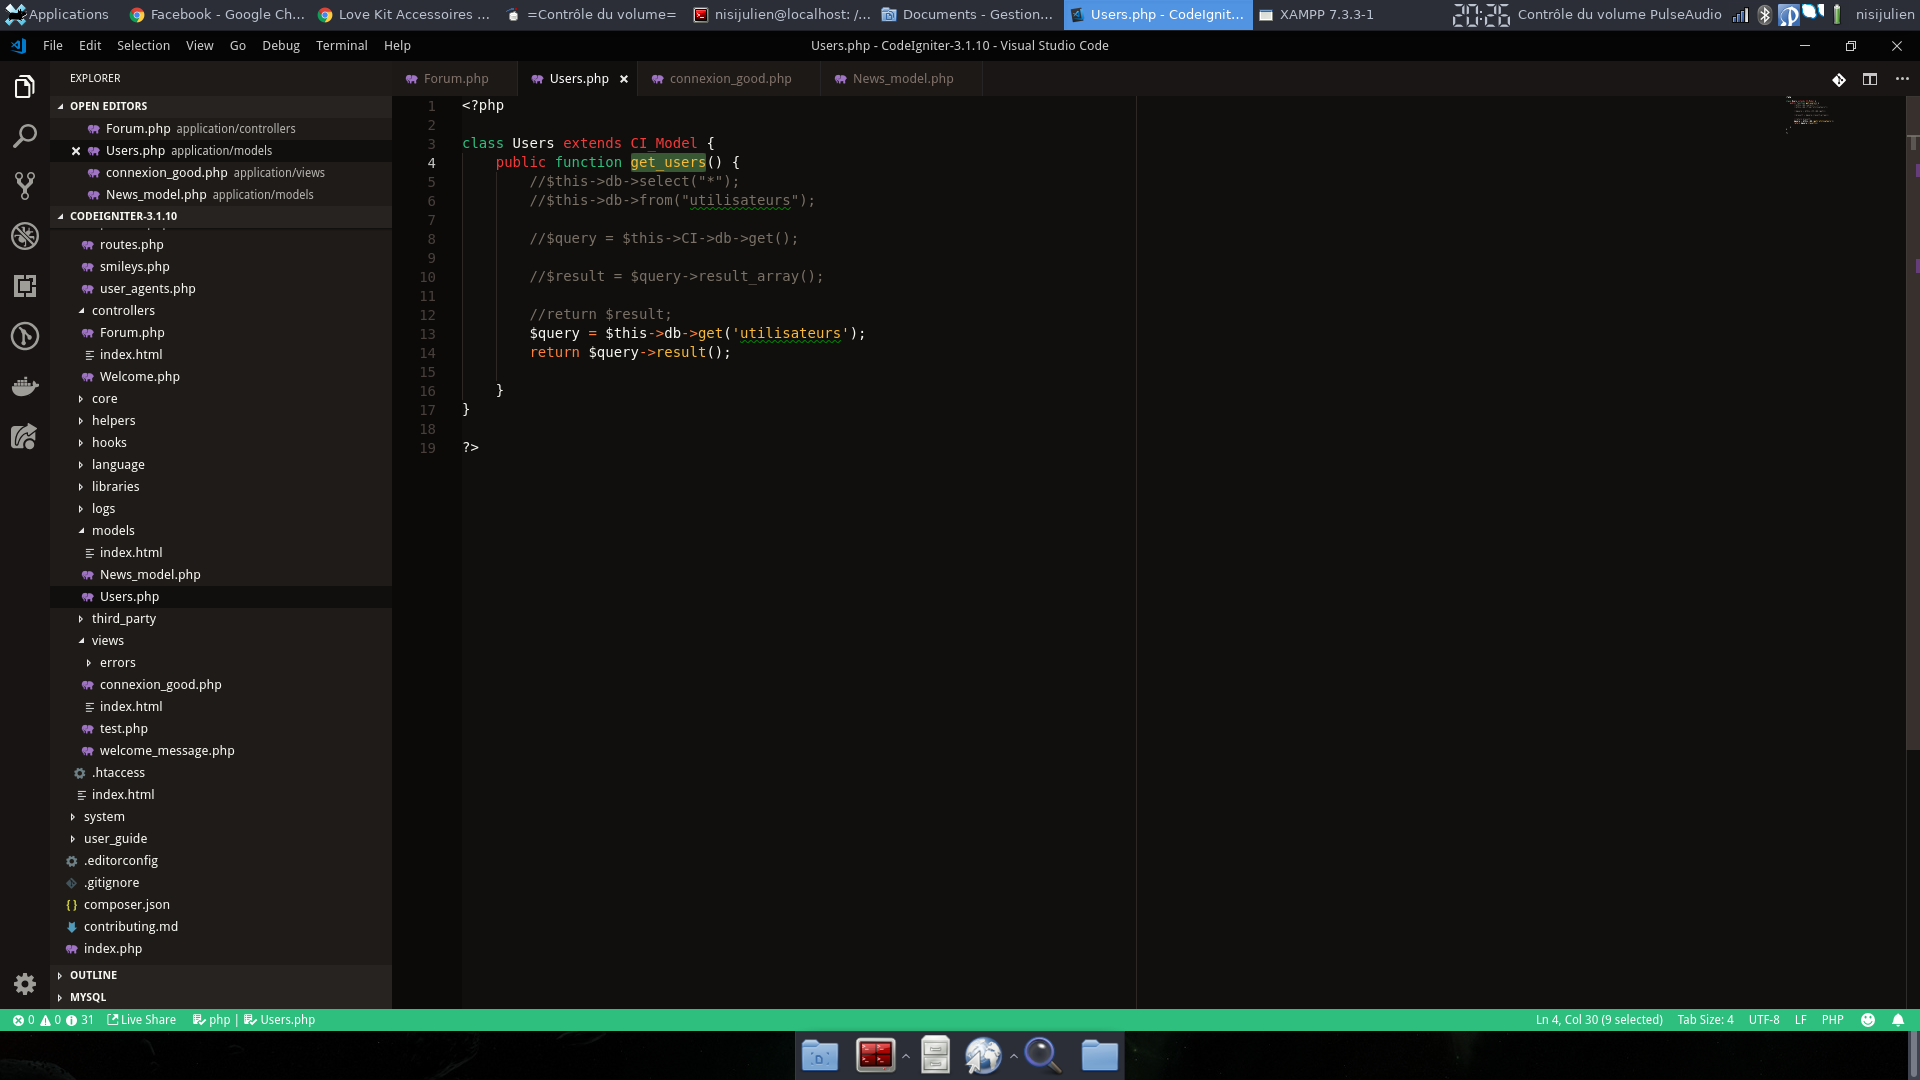 Applications
Facebook - Google Ch...
Love Kit Accessoires ...
=Contrôle du volume=
nisijulien@localhost: /...
Documents - Gestion...
Users.php - CodeIgnit...
XAMPP 7.3.3-1
20:26
Contrôle du volume PulseAudio
nisijulien
File Edit Selection View Go Debug Terminal Help
Users.php - CodeIgniter-3.1.10 - Visual Studio Code
EXPLORER
OPEN EDITORS
Forum.php application/controllers
Users.php application/models
connexion_good.php application/views
News_model.php application/models
CODEIGNITER-3.1.10
routes.php
smileys.php
user_agents.php
controllers
Forum.php
index.html
Welcome.php
core
helpers
hooks
language
libraries
logs
models
index.html
News_model.php
Users.php
third_party
views
errors
connexion_good.php
index.html
test.php
welcome_message.php
.htaccess
index.html
system
user_guide
.editorconfig
.gitignore
composer.json
contributing.md
index.php
OUTLINE
MYSQL
Forum.php
Users.php
connexion_good.php
News_model.php
1 <?php
2
3 class Users extends CI_Model {
4 public function get_users() {
5 //$this->db->select("*");
6 //$this->db->from("utilisateurs");
7
8 //$query = $this->CI->db->get();
9
10 //$result = $query->result_array();
11
12 //return $result;
13 $query = $this->db->get('utilisateurs');
14 return $query->result();
15
16 }
17 }
18
19 ?>
0 0 31 Live Share php | Users.php
Ln 4, Col 30 (9 selected) Tab Size: 4 UTF-8 LF PHP